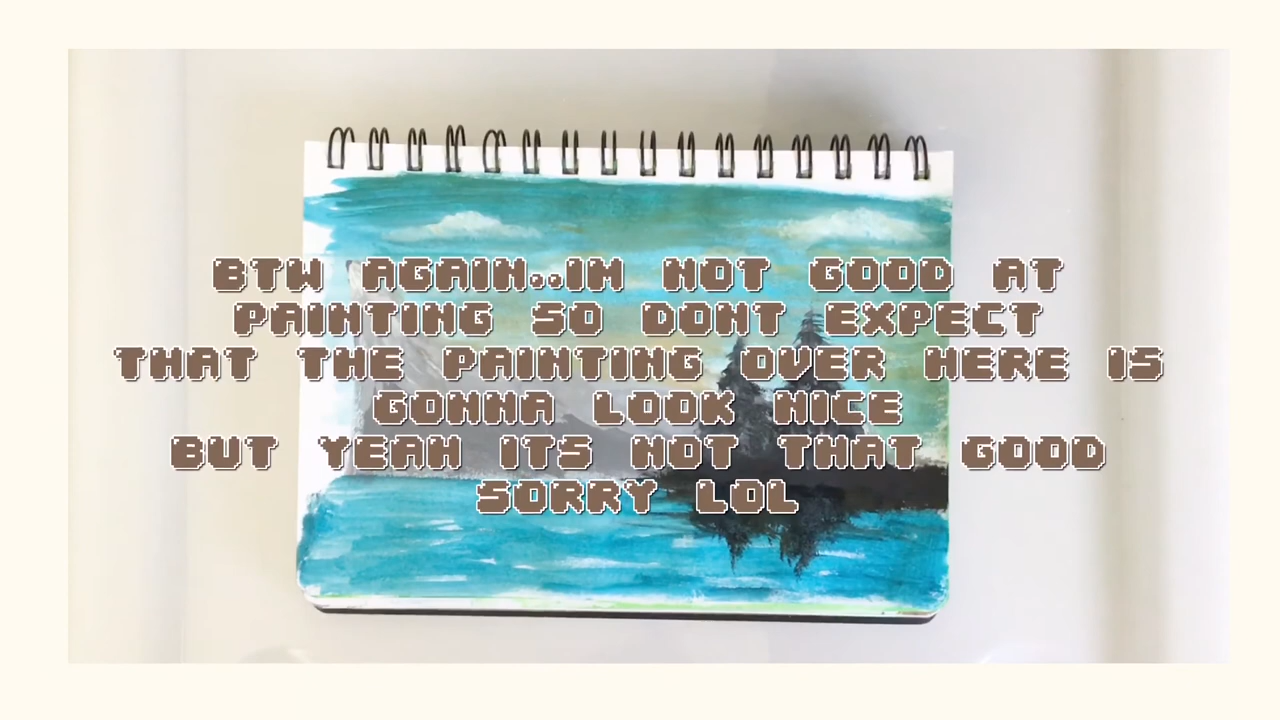 BTW AGAIN..IM NOT GOOD AT
PAINTING SO DONT EXPECT
THAT THE PAINTING OVER HERE IS
GONNA LOOK NICE
BUT YEAH ITS NOT THAT GOOD
SORRY LOL